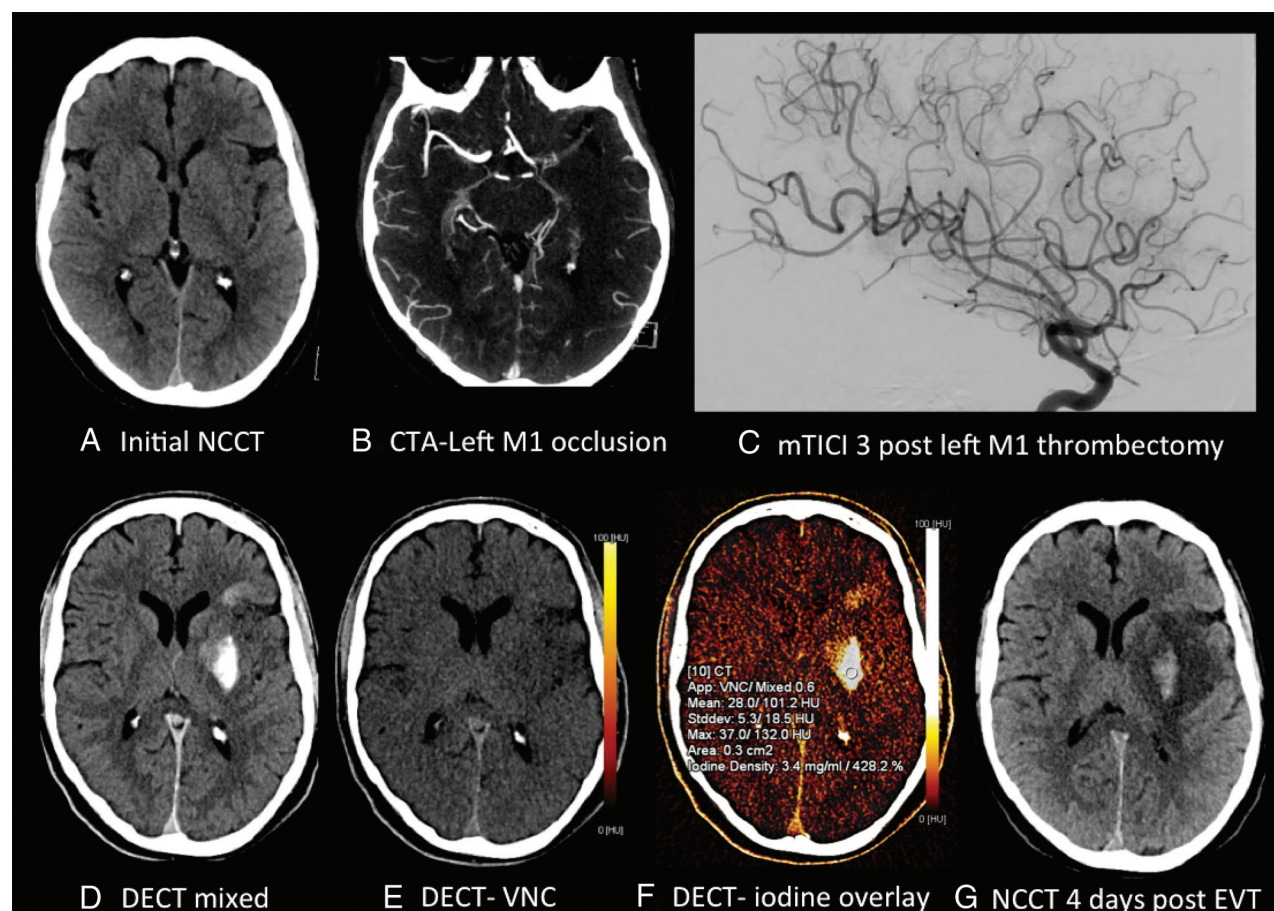 A Initial NCCT
B CTA-Left M1 occlusion
C mTICI 3 post left M1 thrombectomy
100 [HU]
0 [HU]
100 [HU]
[10] CT
App: VNC/ Mixed 0.6
Mean: 28.0/ 101.2 HU
Stddev: 5.3/ 18.5 HU
Max: 37.0/ 132.0 HU
Area: 0.3 cm2
Iodine Density: 3.4 mg/ml / 428.2 %
0 [HU]
D DECT mixed
E DECT- VNC
F DECT- iodine overlay
G NCCT 4 days post EVT